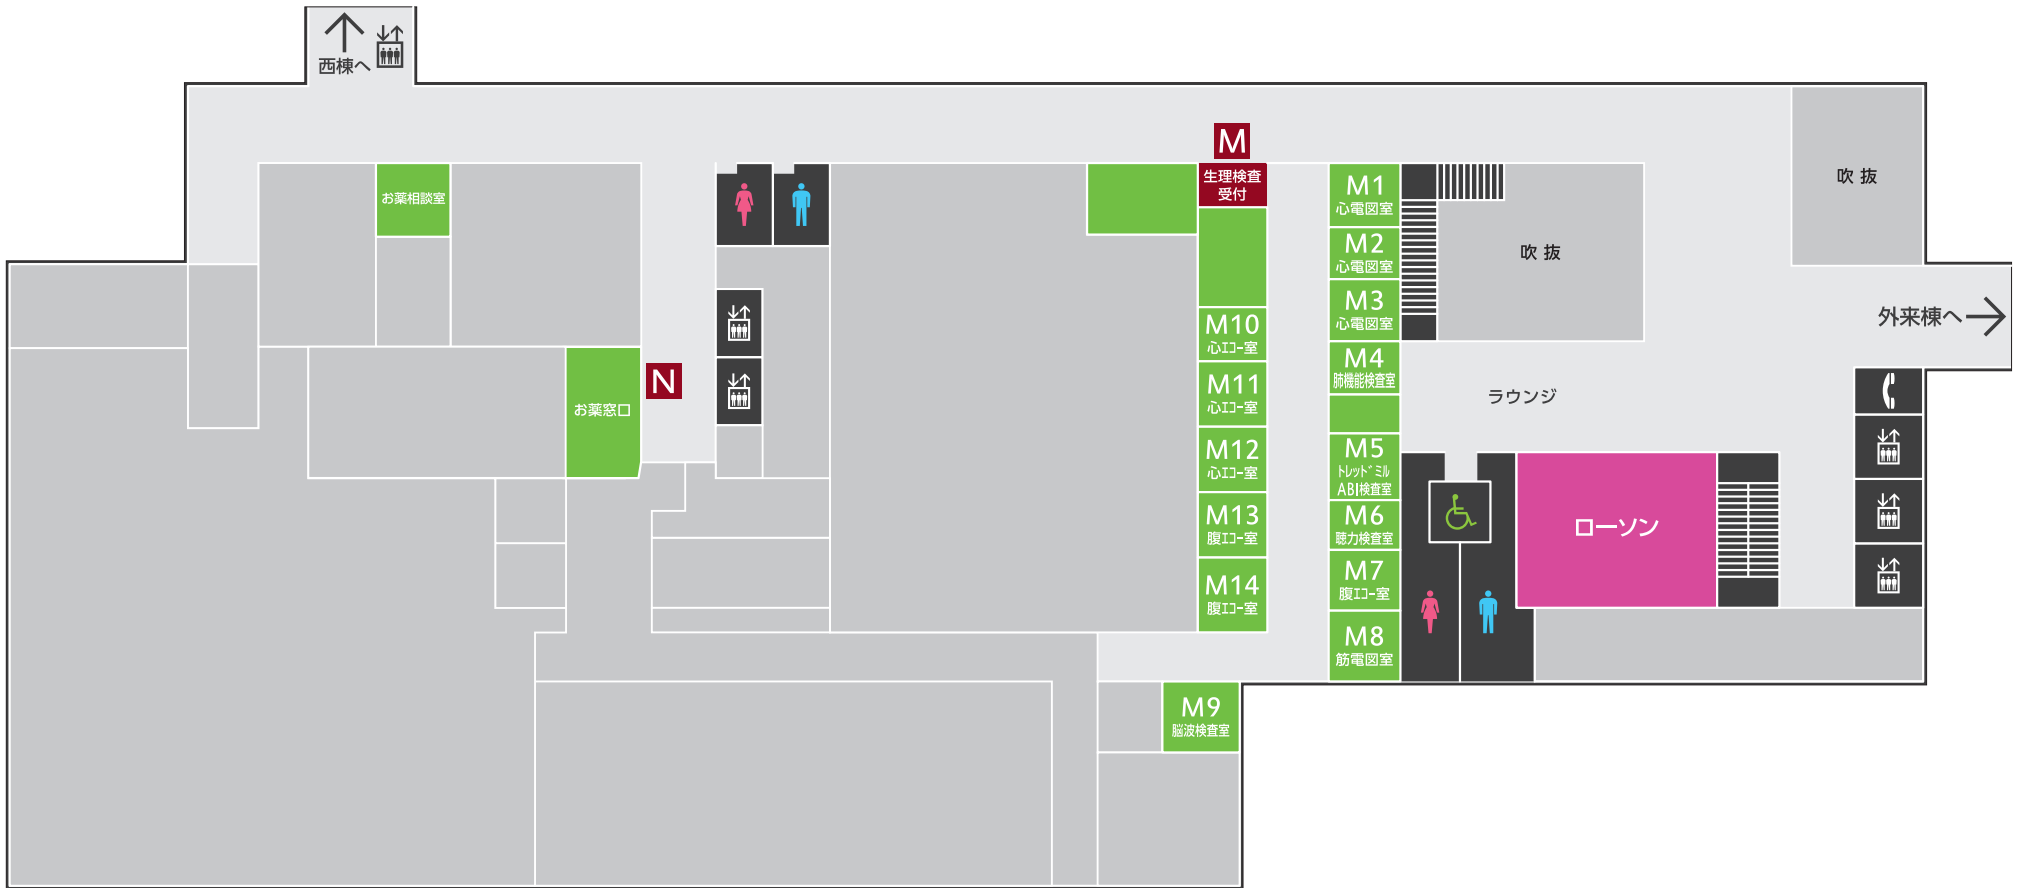 西棟へ
M
生理検査
受付
お薬相談室
M1
心電図室
吹 抜
M2
心電図室
吹 抜
M3
心電図室
外来棟へ
M10
心エコー室
M4
肺機能検査室
N
M11
心エコー室
ラウンジ
お薬窓口
M12
心エコー室
M5
トレッドミル
ABI検査室
M13
腹エコー室
M6
聴力検査室
ローソン
M14
腹エコー室
M7
腹エコー室
M8
筋電図室
M9
脳波検査室